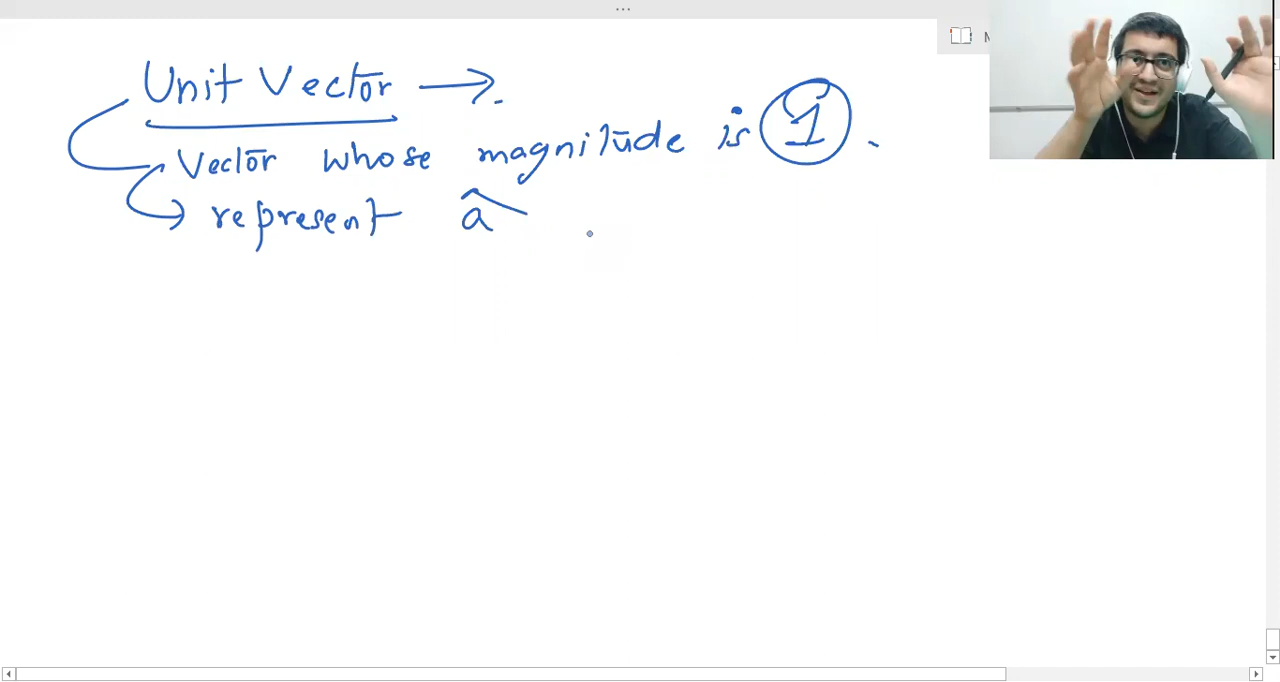 Unit Vector →.
Vector whose magnitude is 1.
represent â
M